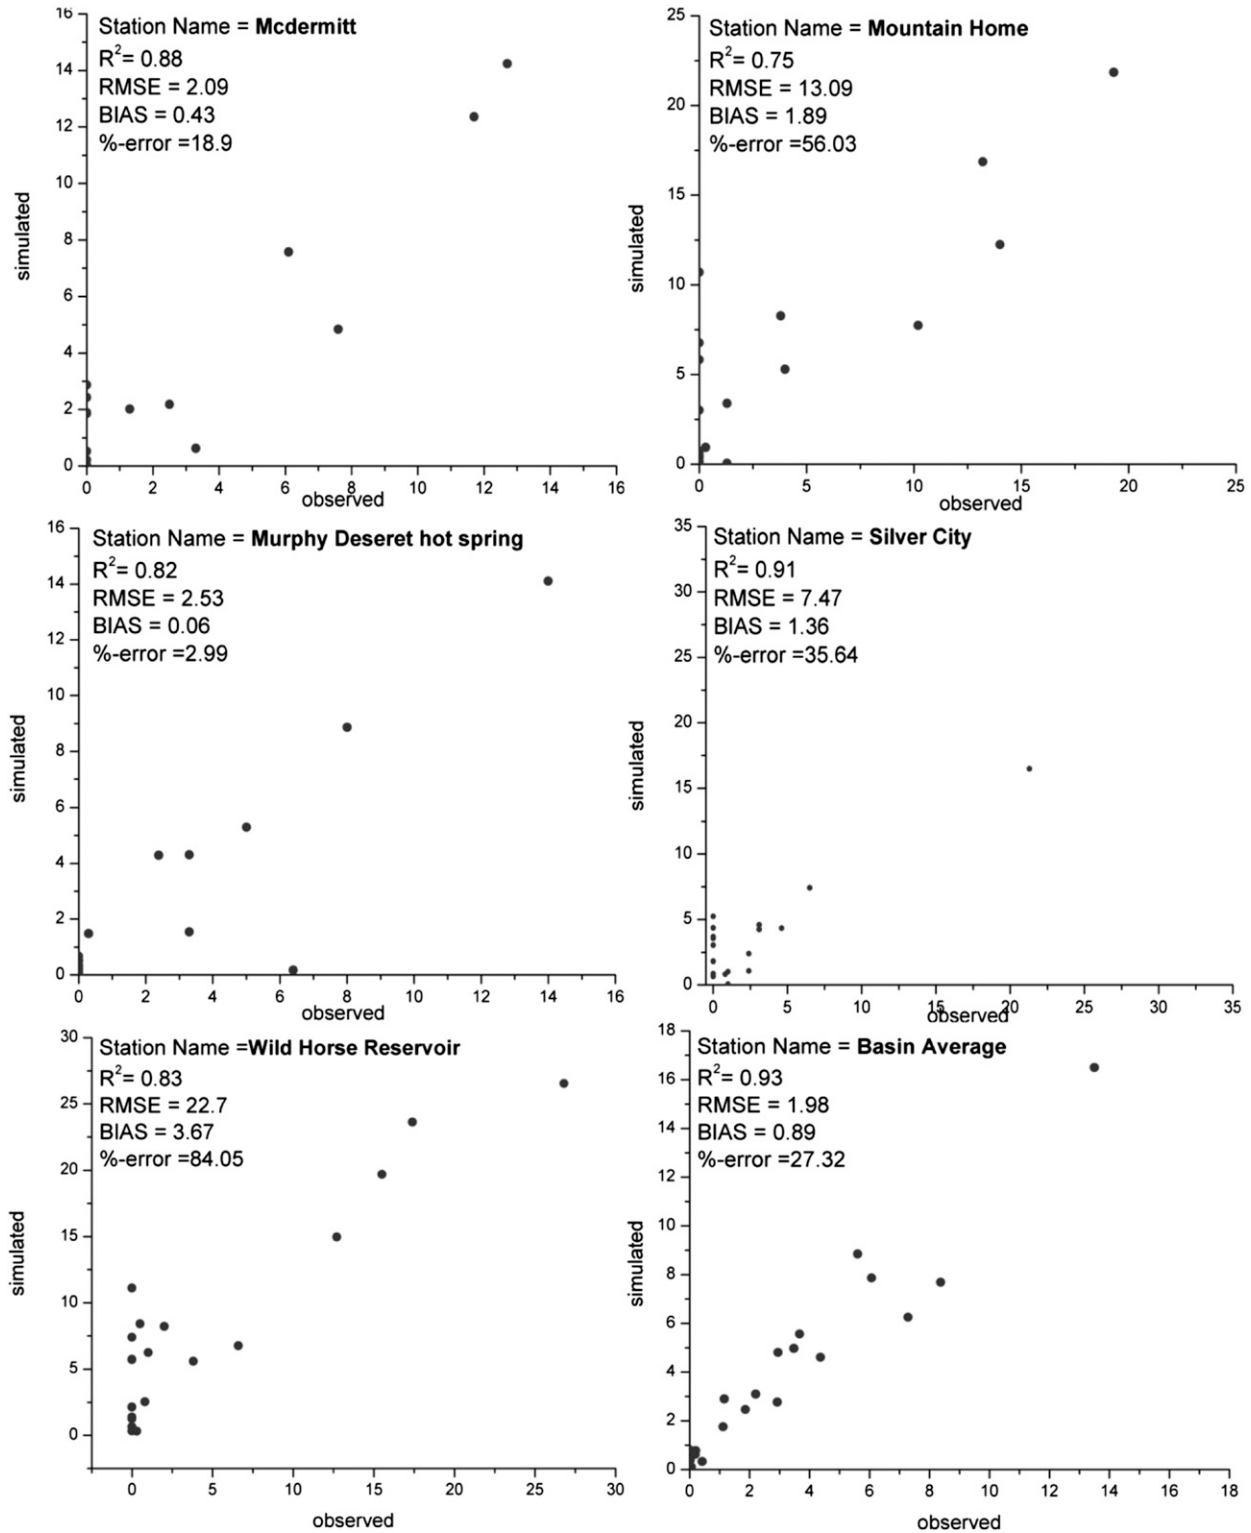 Station Name = Mcdermitt
R²= 0.88
RMSE = 2.09
BIAS = 0.43
%-error =18.9
16
14
12
10
8
6
4
2
0
simulated
0 2 4 6 8 10 12 14 16
observed
Station Name = Mountain Home
R²= 0.75
RMSE = 13.09
BIAS = 1.89
%-error =56.03
25
20
15
10
5
0
simulated
0 5 10 15 20 25
observed
Station Name = Murphy Deseret hot spring
R²= 0.82
RMSE = 2.53
BIAS = 0.06
%-error =2.99
16
14
12
10
8
6
4
2
0
simulated
0 2 4 6 8 10 12 14 16
observed
Station Name = Silver City
R²= 0.91
RMSE = 7.47
BIAS = 1.36
%-error =35.64
35
30
25
20
15
10
5
0
simulated
0 5 10 15 20 25 30 35
observed
Station Name =Wild Horse Reservoir
R²= 0.83
RMSE = 22.7
BIAS = 3.67
%-error =84.05
30
25
20
15
10
5
0
simulated
0 5 10 15 20 25 30
observed
Station Name = Basin Average
R²= 0.93
RMSE = 1.98
BIAS = 0.89
%-error =27.32
18
16
14
12
10
8
6
4
2
0
simulated
0 2 4 6 8 10 12 14 16 18
observed